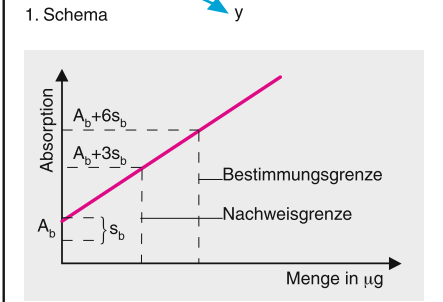 y
1. Schema
Absorption
A_b+6s_b
A_b+3s_b
Bestimmungsgrenze
Nachweisgrenze
A_b
s_b
Menge in µg